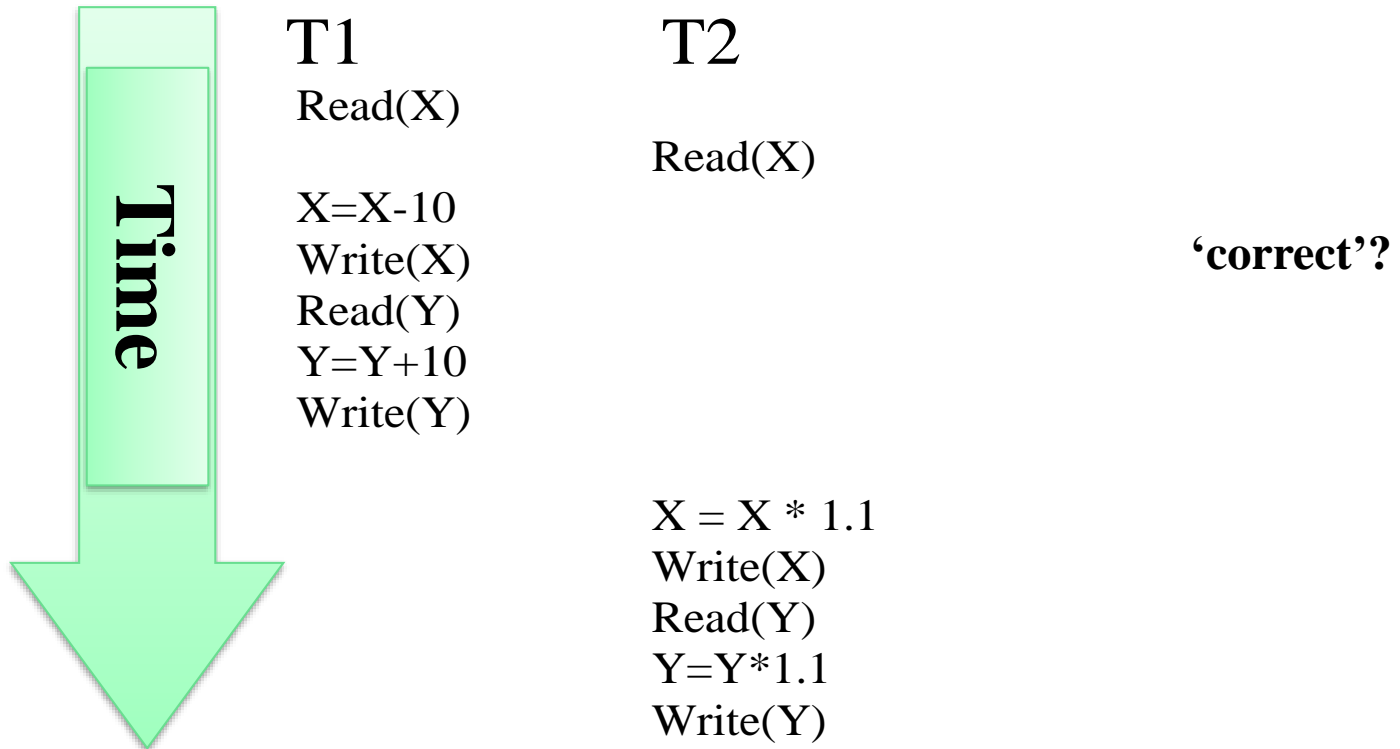 T1 T2
Read(X)
Read(X)
X=X-10
Write(X)
Read(Y)
Y=Y+10
Write(Y)
X = X * 1.1
Write(X)
Read(Y)
Y=Y*1.1
Write(Y)
Time
‘correct’?